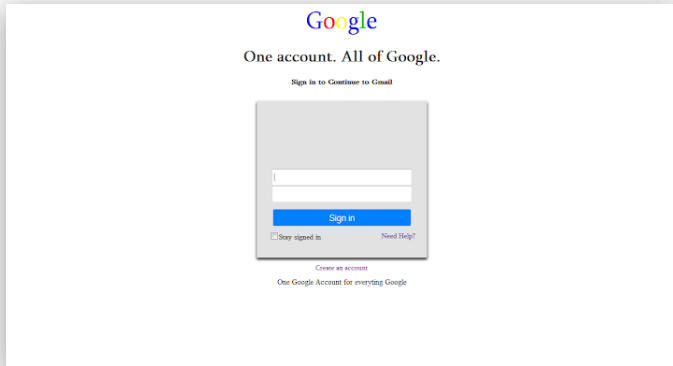 Google
One account. All of Google.
Sign in to Continue to Gmail
Sign in
Stay signed in Need Help?
Create an account
One Google Account for everyting Google